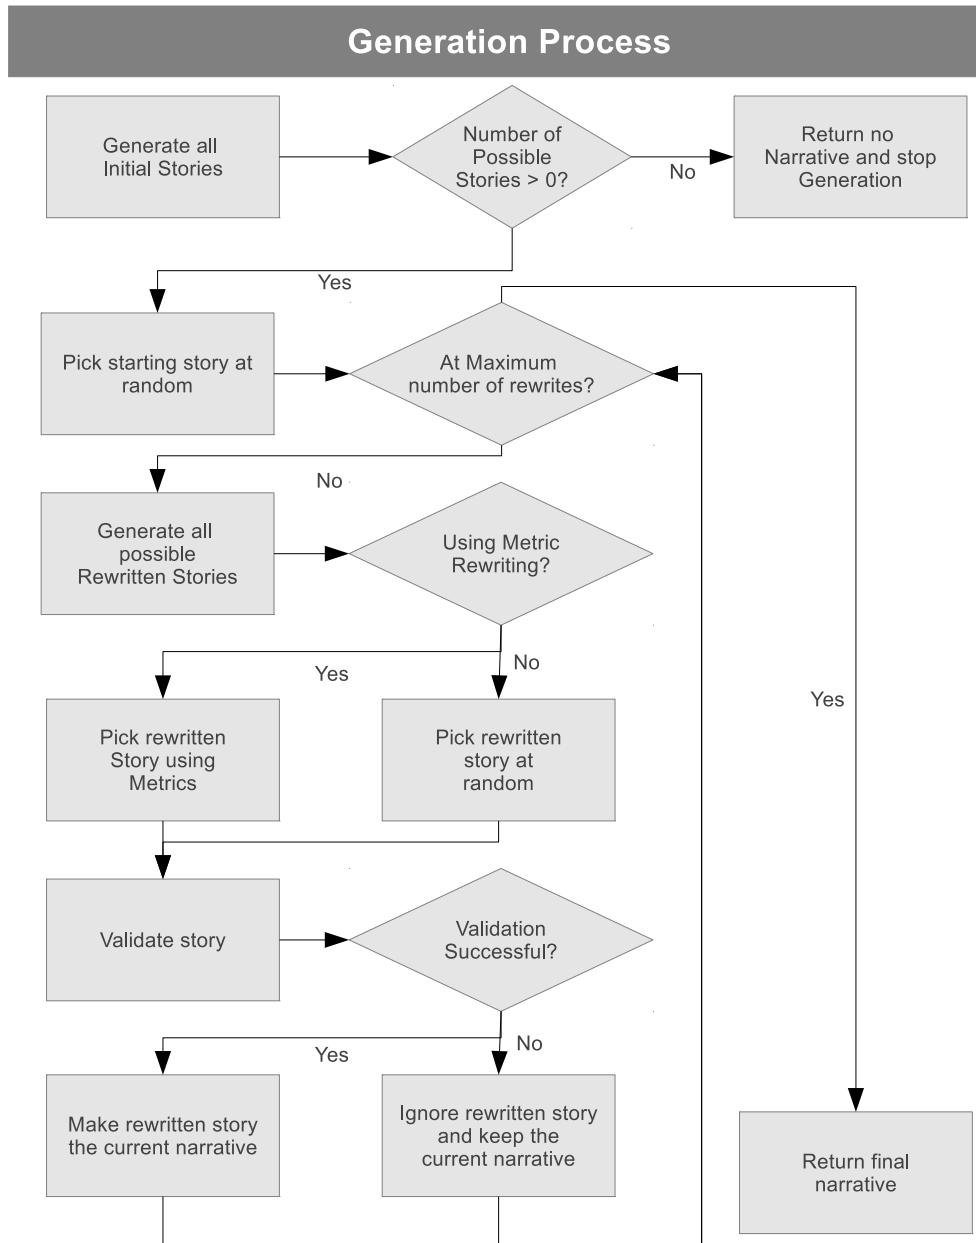 Generation Process
Generate all
Initial Stories
Number of
Possible
Stories > 0?
No
Return no
Narrative and stop
Generation
Yes
Pick starting story at
random
At Maximum
number of rewrites?
No
Generate all
possible
Rewritten Stories
Using Metric
Rewriting?
Yes
No
Yes
Pick rewritten
Story using
Metrics
Pick rewritten
story at
random
Validate story
Validation
Successful?
Yes
No
Make rewritten story
the current narrative
Ignore rewritten story
and keep the
current narrative
Return final
narrative